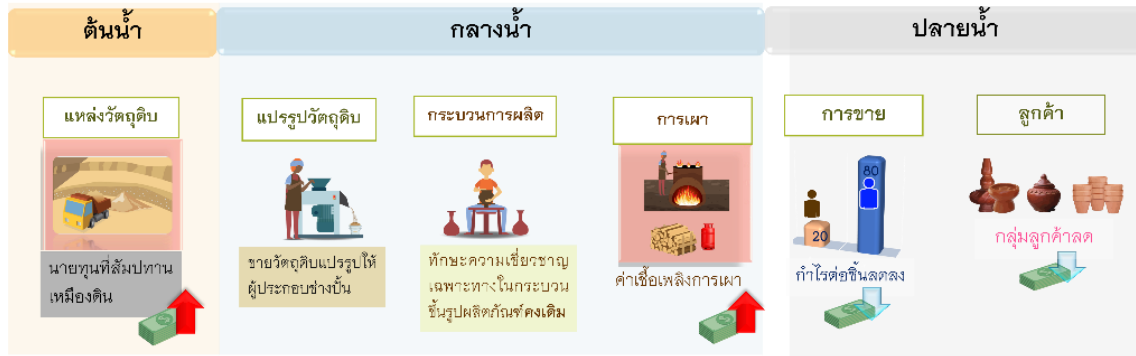 ต้นน้ำ
กลางน้ำ
ปลายน้ำ
แหล่งวัตถุดิบ
แปรรูปวัตถุดิบ
กระบวนการผลิต
การเผา
การขาย
ลูกค้า
80
20
นายทุนที่สัมปทาน
เหมืองดิน
ขายวัตถุดิบแปรรูปให้
ผู้ประกอบช่างปั้น
ทักษะความเชี่ยวชาญ
เฉพาะทางในกระบวน
ขึ้นรูปผลิตภัณฑ์คงเดิม
ค่าเชื้อเพลิงการเผา
กำไรต่อชิ้นลดลง
กลุ่มลูกค้าลด